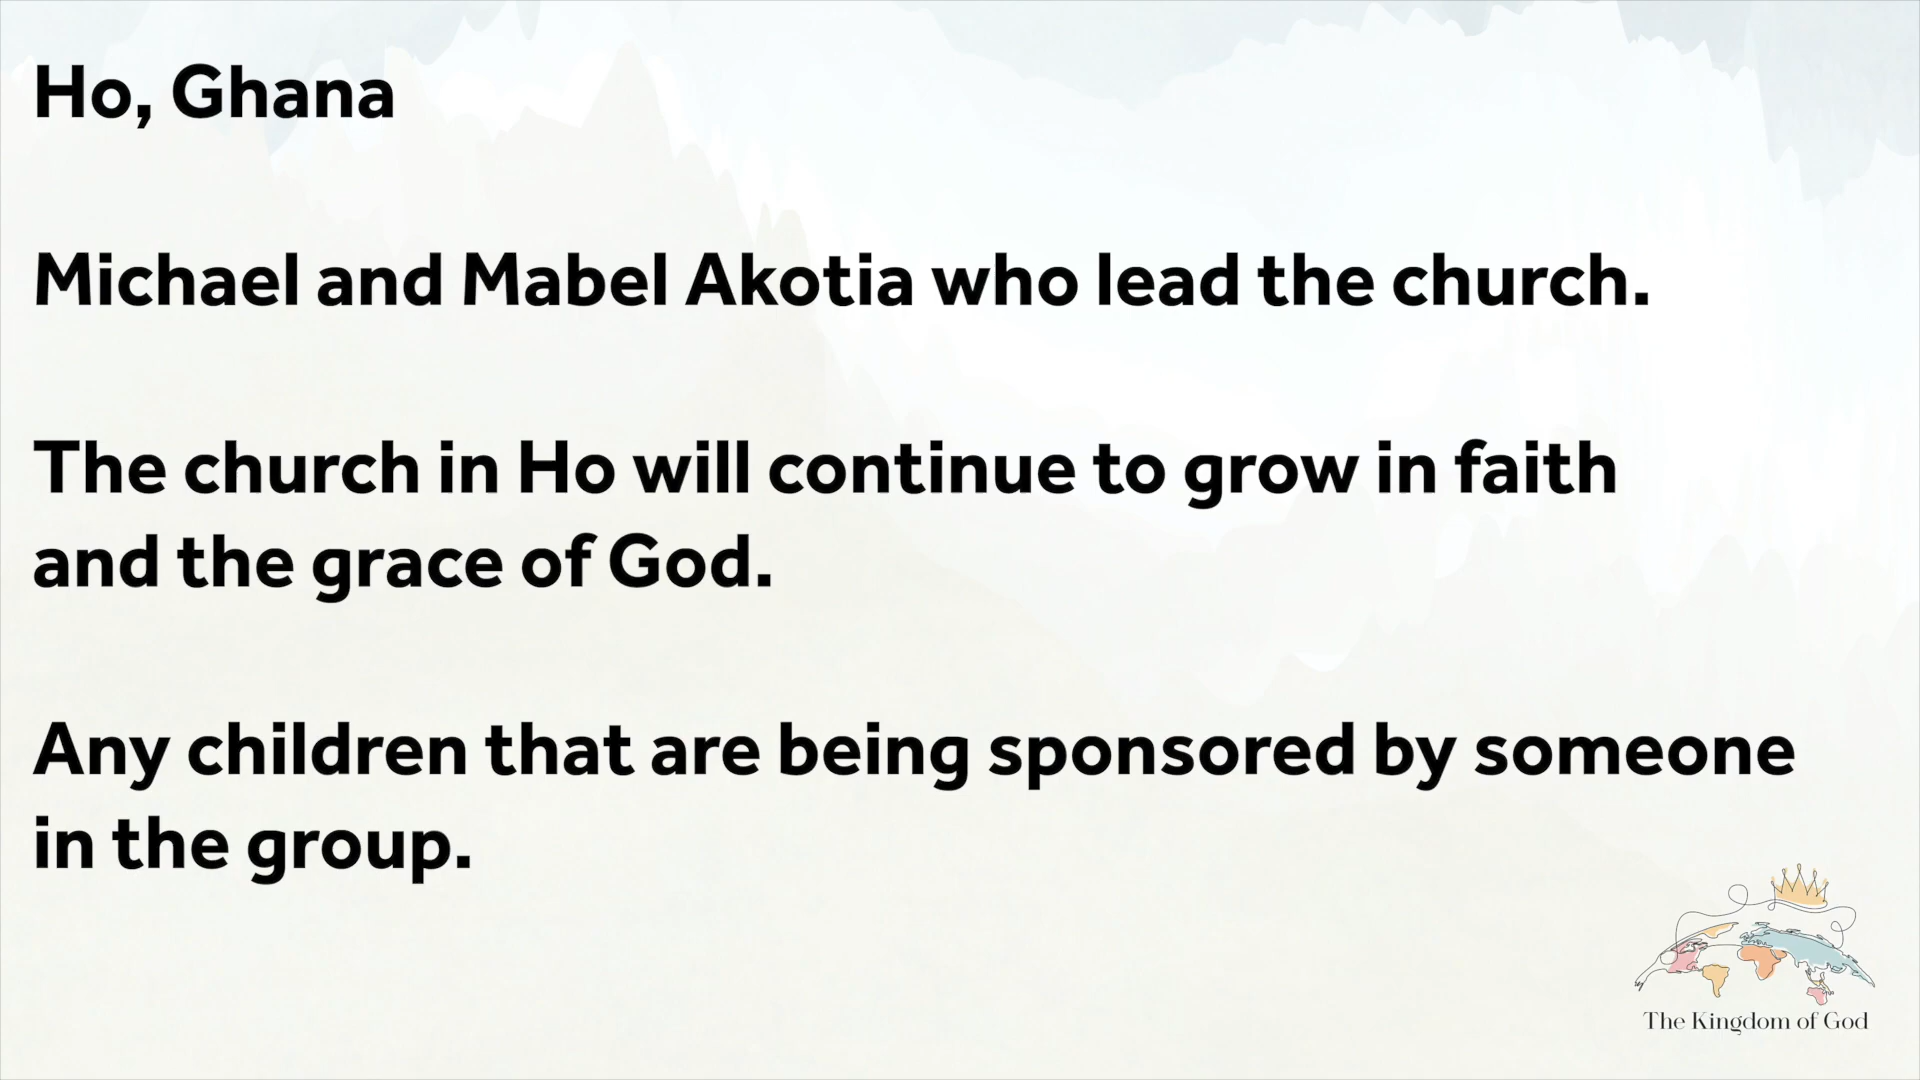 Ho, Ghana
Michael and Mabel Akotia who lead the church.
The church in Ho will continue to grow in faith
and the grace of God.
Any children that are being sponsored by someone
in the group.
The Kingdom of God